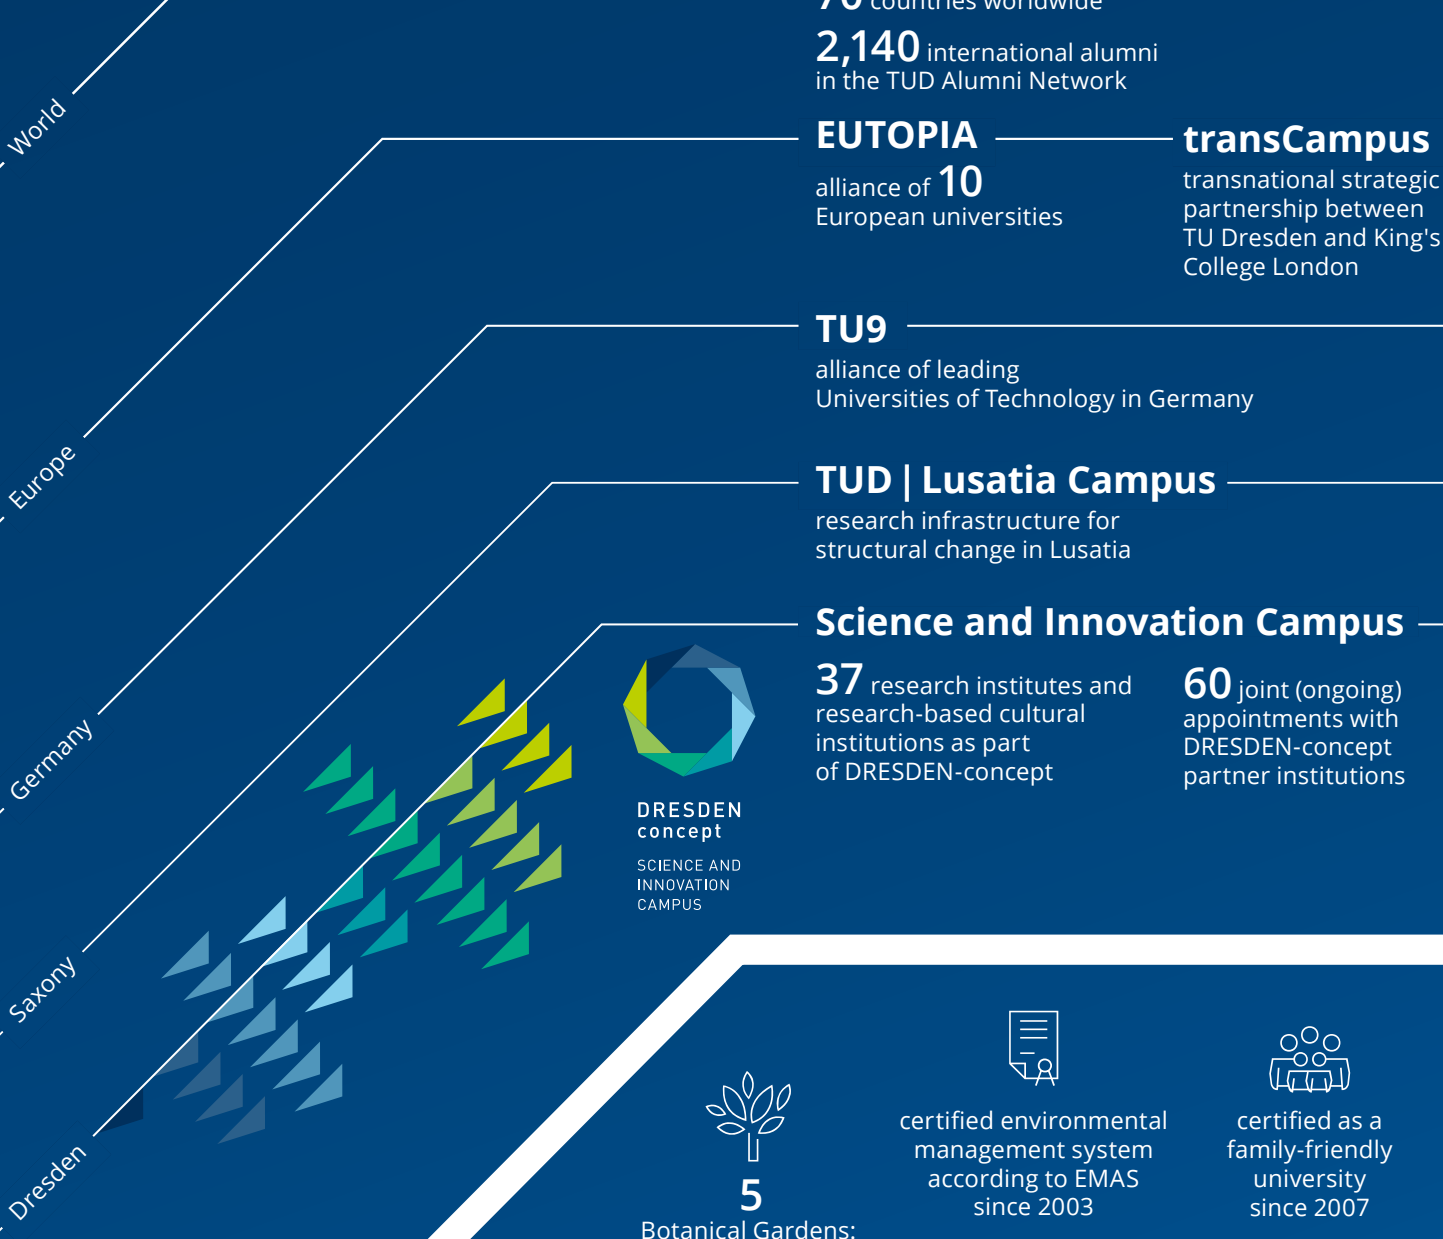 countries worldwide
2,140 international alumni
in the TUD Alumni Network
World
EUTOPIA
alliance of 10
European universities
transCampus
transnational strategic
partnership between
TU Dresden and King's
College London
Europe
TU9
alliance of leading
Universities of Technology in Germany
Germany
TUD | Lusatia Campus
research infrastructure for
structural change in Lusatia
Saxony
Science and Innovation Campus
37 research institutes and
research-based cultural
institutions as part
of DRESDEN-concept
60 joint (ongoing)
appointments with
DRESDEN-concept
partner institutions
Dresden
DRESDEN
concept
SCIENCE AND
INNOVATION
CAMPUS
5
Botanical Gardens:
certified environmental
management system
according to EMAS
since 2003
certified as a
family-friendly
university
since 2007